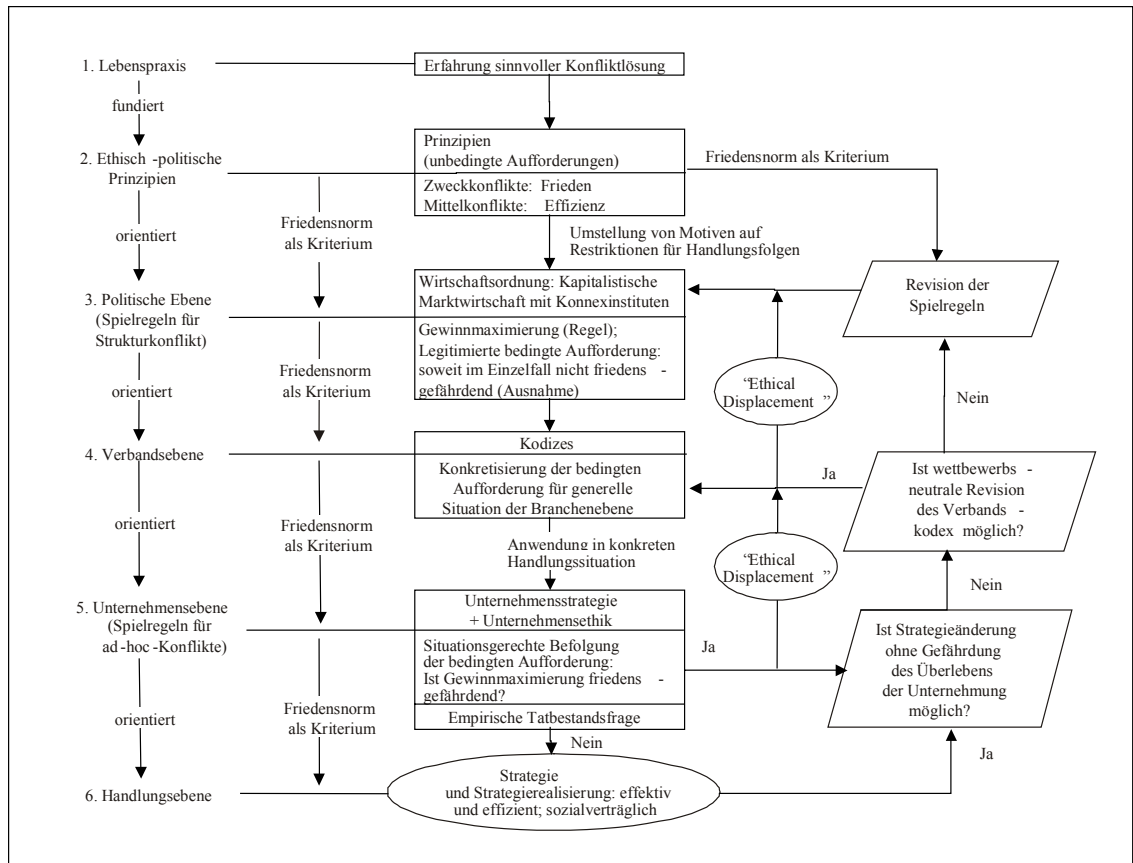 1. Lebenspraxis
fundiert
2. Ethisch -politische
Prinzipien
orientiert
3. Politische Ebene
(Spielregeln für
Strukturkonflikt)
orientiert
4. Verbandsebene
orientiert
5. Unternehmensebene
(Spielregeln für
ad -hoc -Konflikte)
orientiert
6. Handlungsebene
Friedensnorm
als Kriterium
Friedensnorm
als Kriterium
Friedensnorm
als Kriterium
Friedensnorm
als Kriterium
Erfahrung sinnvoller Konfliktlösung
Prinzipien
(unbedingte Aufforderungen)
Zweckkonflikte: Frieden
Mittelkonflikte: Effizienz
Umstellung von Motiven auf
Restriktionen für Handlungsfolgen
Wirtschaftsordnung: Kapitalistische
Marktwirtschaft mit Konnexinstituten
Gewinnmaximierung (Regel);
Legitimierte bedingte Aufforderung:
soweit im Einzelfall nicht friedens -
gefährdend (Ausnahme)
Kodizes
Konkretisierung der bedingten
Aufforderung für generelle
Situation der Branchenebene
Anwendung in konkreten
Handlungssituation
Unternehmensstrategie
+ Unternehmensethik
Situationsgerechte Befolgung
der bedingten Aufforderung:
Ist Gewinnmaximierung friedens -
gefährdend?
Empirische Tatbestandsfrage
Nein
Strategie
und Strategierealisierung: effektiv
und effizient; sozialverträglich
Friedensnorm als Kriterium
Revision der
Spielregeln
“Ethical
Displacement ”
Nein
Ja
Ist wettbewerbs -
neutrale Revision
des Verbands -
kodex möglich?
“Ethical
Displacement ”
Nein
Ja
Ist Strategieänderung
ohne Gefährdung
des Überlebens
der Unternehmung
möglich?
Ja